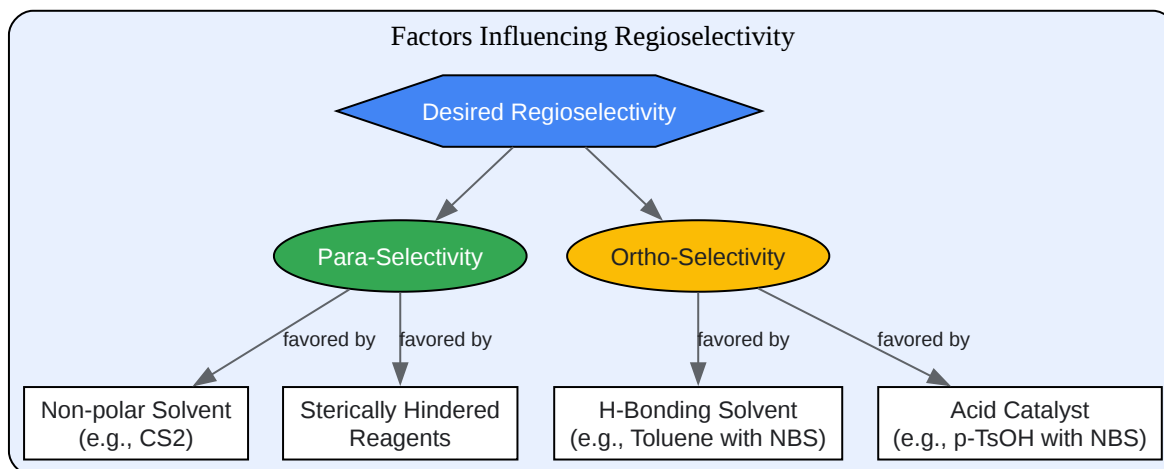 Factors Influencing Regioselectivity
Desired Regioselectivity
Para-Selectivity
Ortho-Selectivity
favored by
favored by
favored by
favored by
Non-polar Solvent
(e.g., CS2)
Sterically Hindered
Reagents
H-Bonding Solvent
(e.g., Toluene with NBS)
Acid Catalyst
(e.g., p-TsOH with NBS)